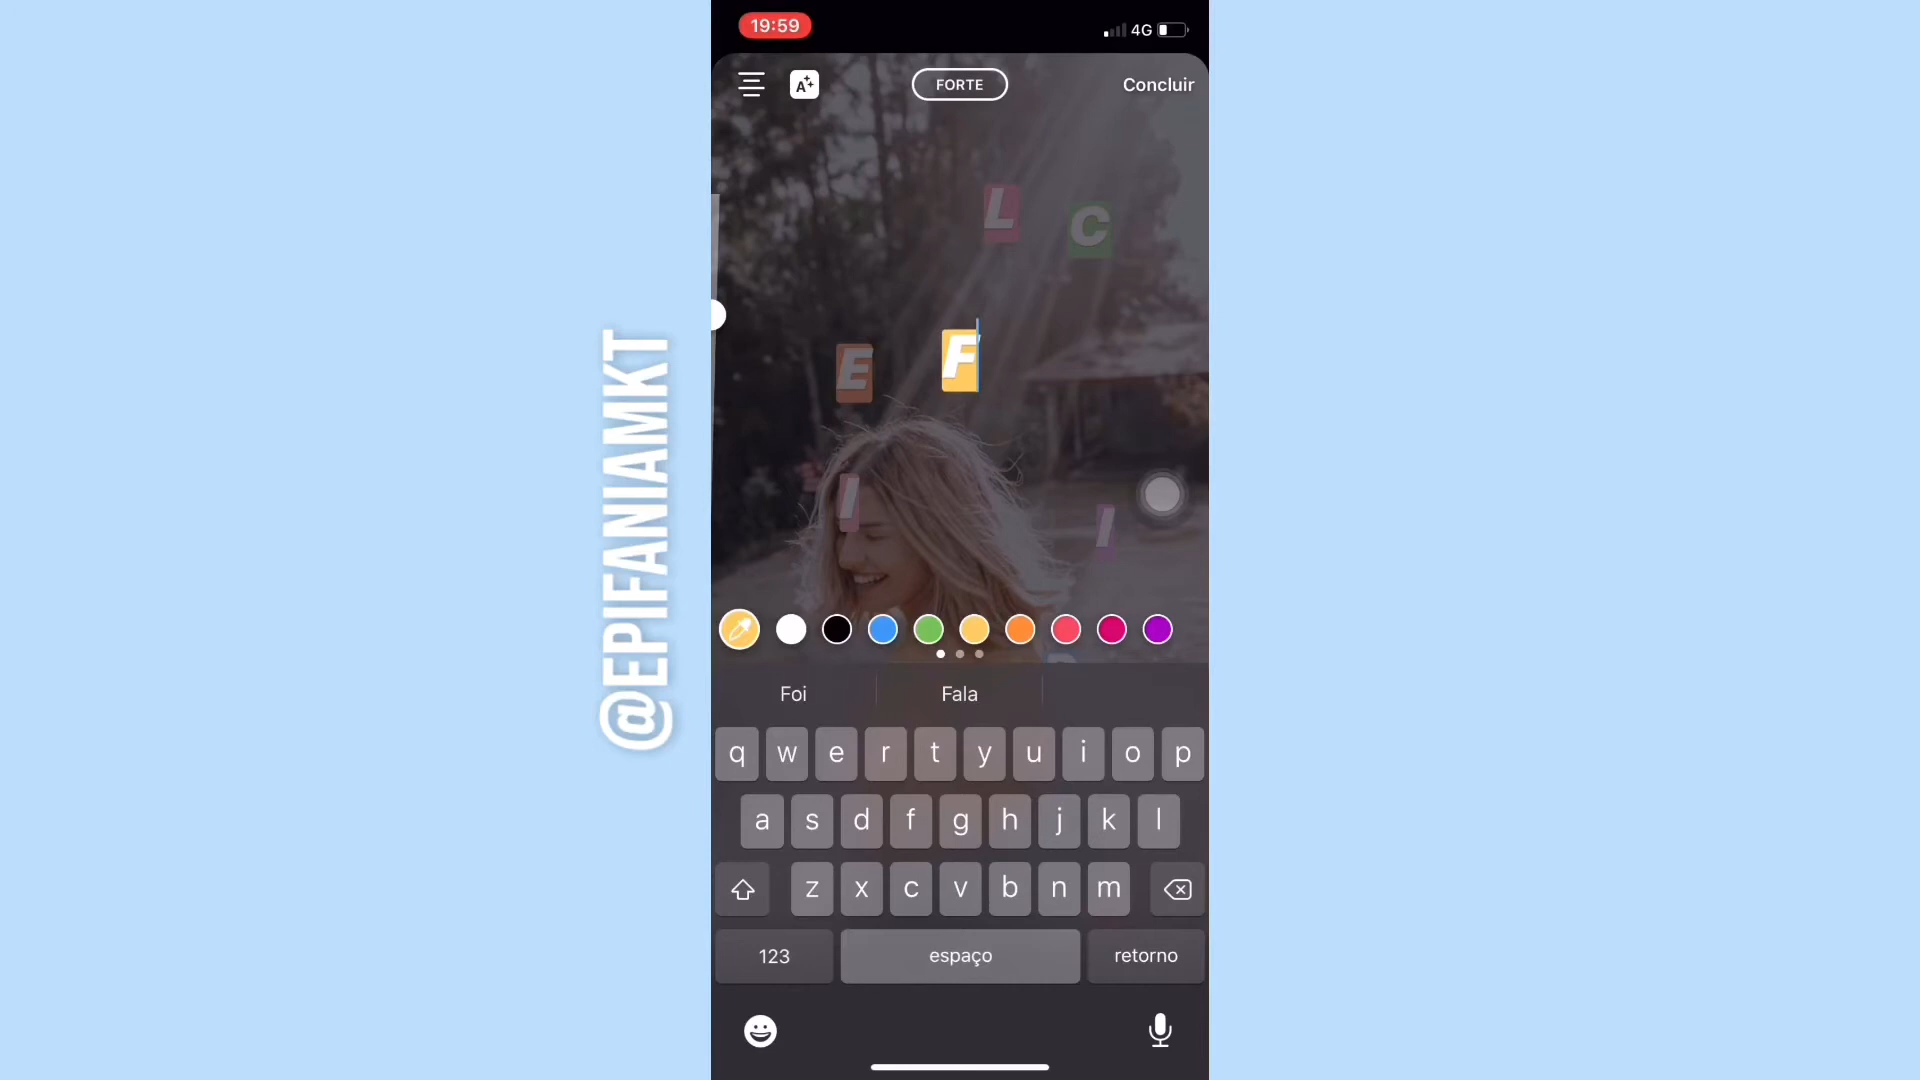 19:59
4G
A
FORTE
Concluir
L
C
E
F
I
I
@EPIFANIAMKT
Foi
Fala
q w e r t y u i o p
a s d f g h j k l
z x c v b n m
123
espaço
retorno